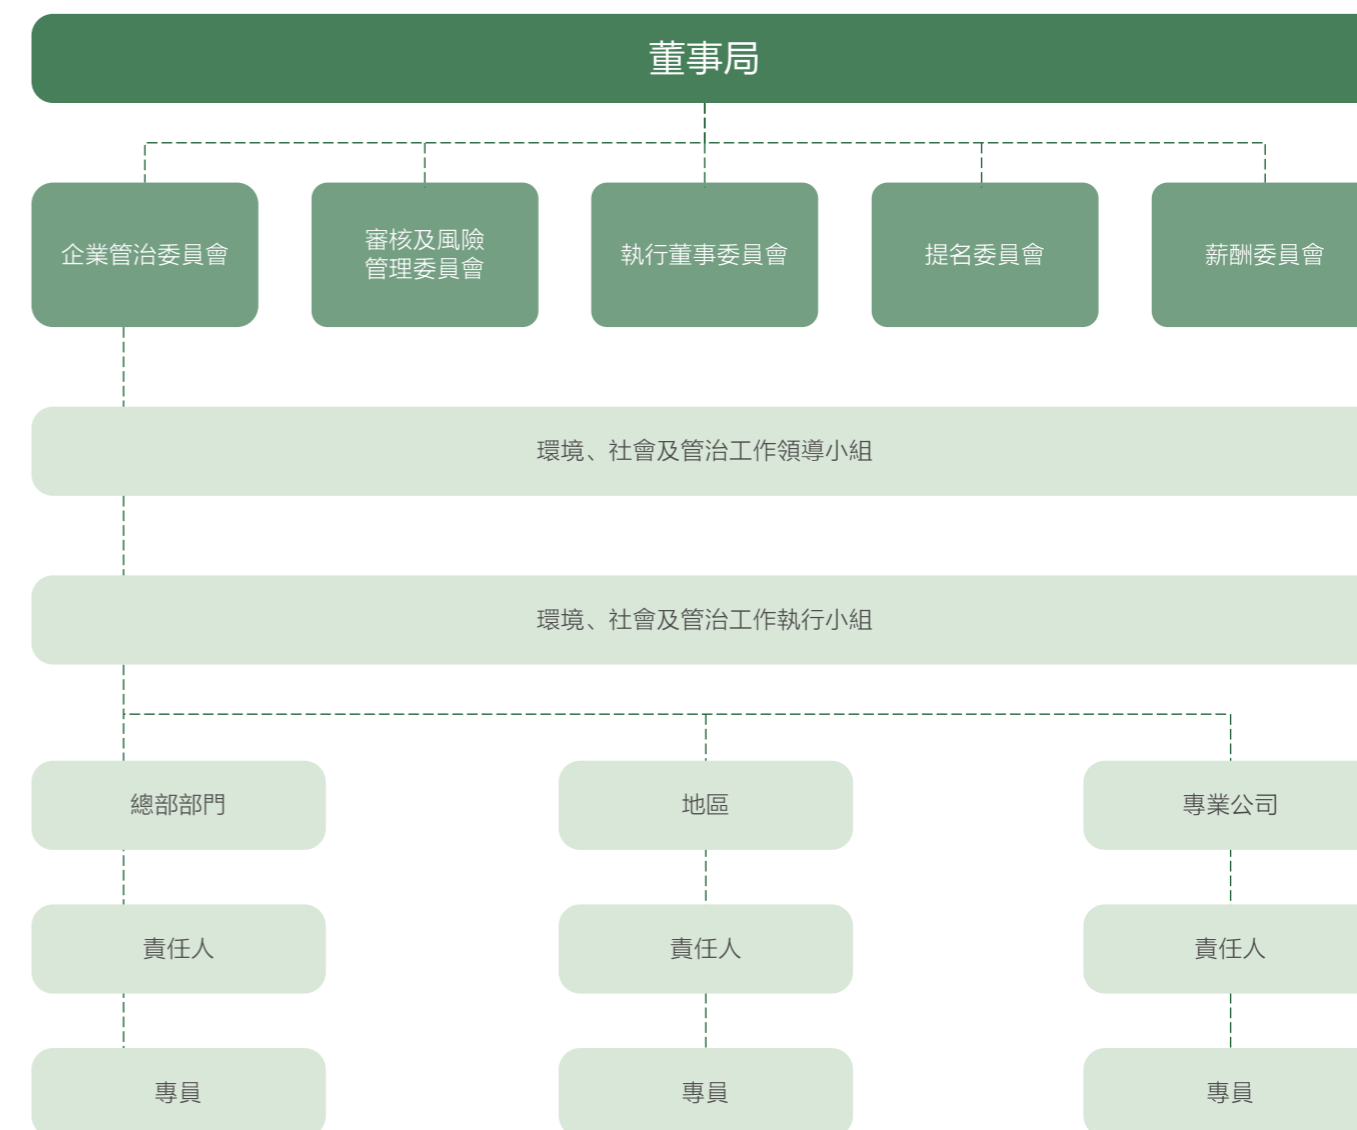 董事局
企業管治委員會
審核及風險
管理委員會
執行董事委員會
提名委員會
薪酬委員會
環境、社會及管治工作領導小組
環境、社會及管治工作執行小組
總部部門
地區
專業公司
責任人
責任人
責任人
專員
專員
專員